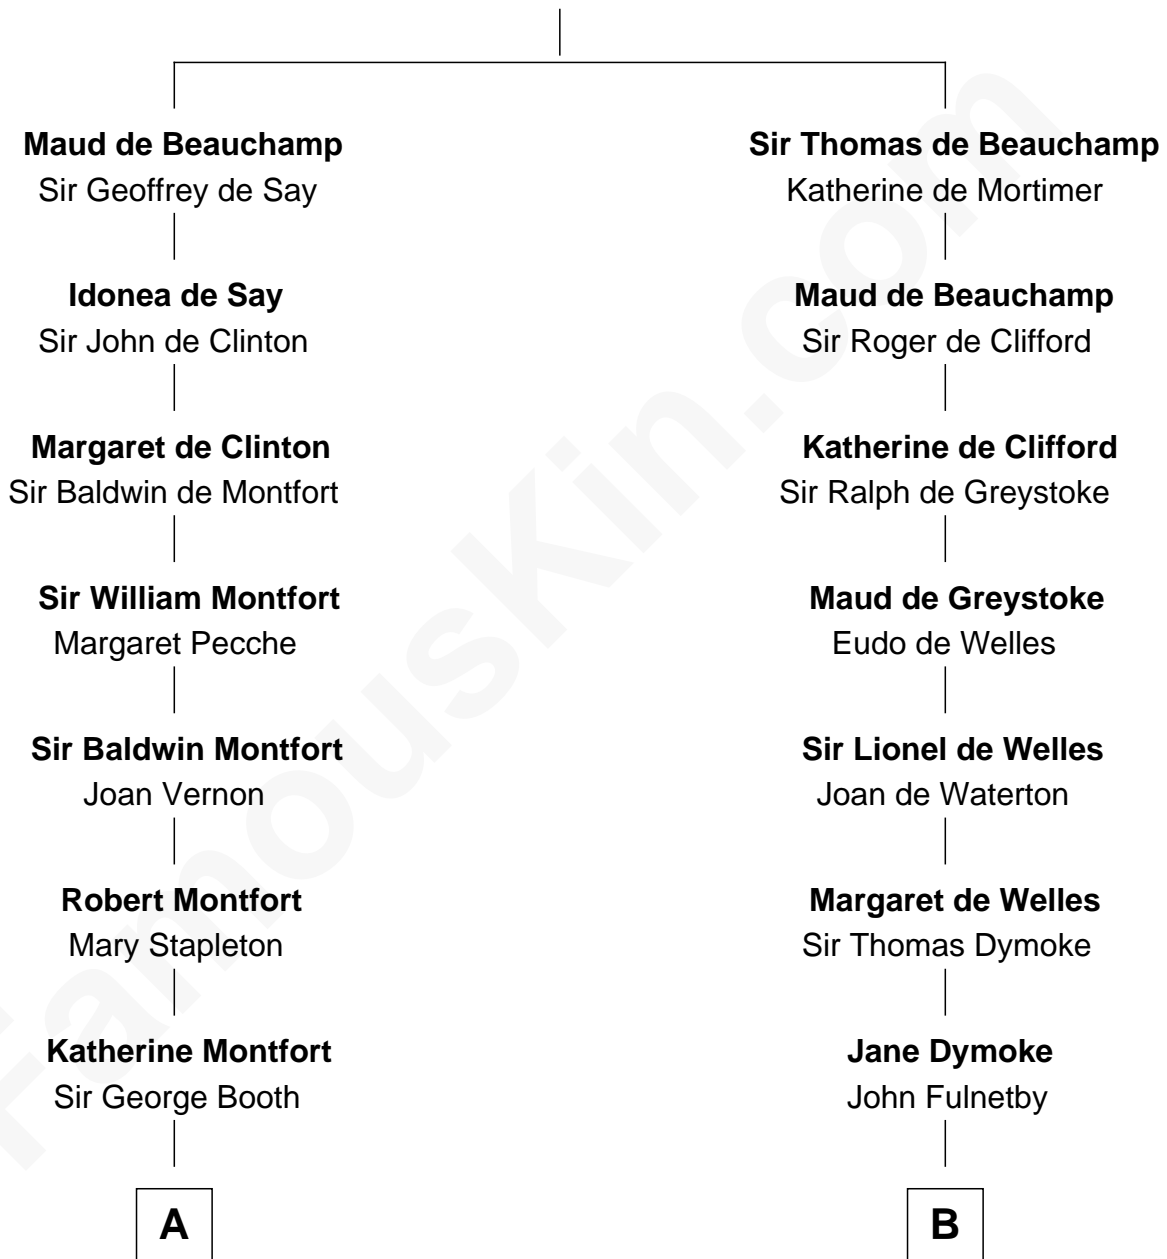 Maud de Beauchamp
Sir Geoffrey de Say
Idonea de Say
Sir John de Clinton
Margaret de Clinton
Sir Baldwin de Montfort
Sir William Montfort
Margaret Pecche
Sir Baldwin Montfort
Joan Vernon
Robert Montfort
Mary Stapleton
Katherine Montfort
Sir George Booth
A
Sir Thomas de Beauchamp
Katherine de Mortimer
Maud de Beauchamp
Sir Roger de Clifford
Katherine de Clifford
Sir Ralph de Greystoke
Maud de Greystoke
Eudo de Welles
Sir Lionel de Welles
Joan de Waterton
Margaret de Welles
Sir Thomas Dymoke
Jane Dymoke
John Fulnetby
B
FamousKin.com